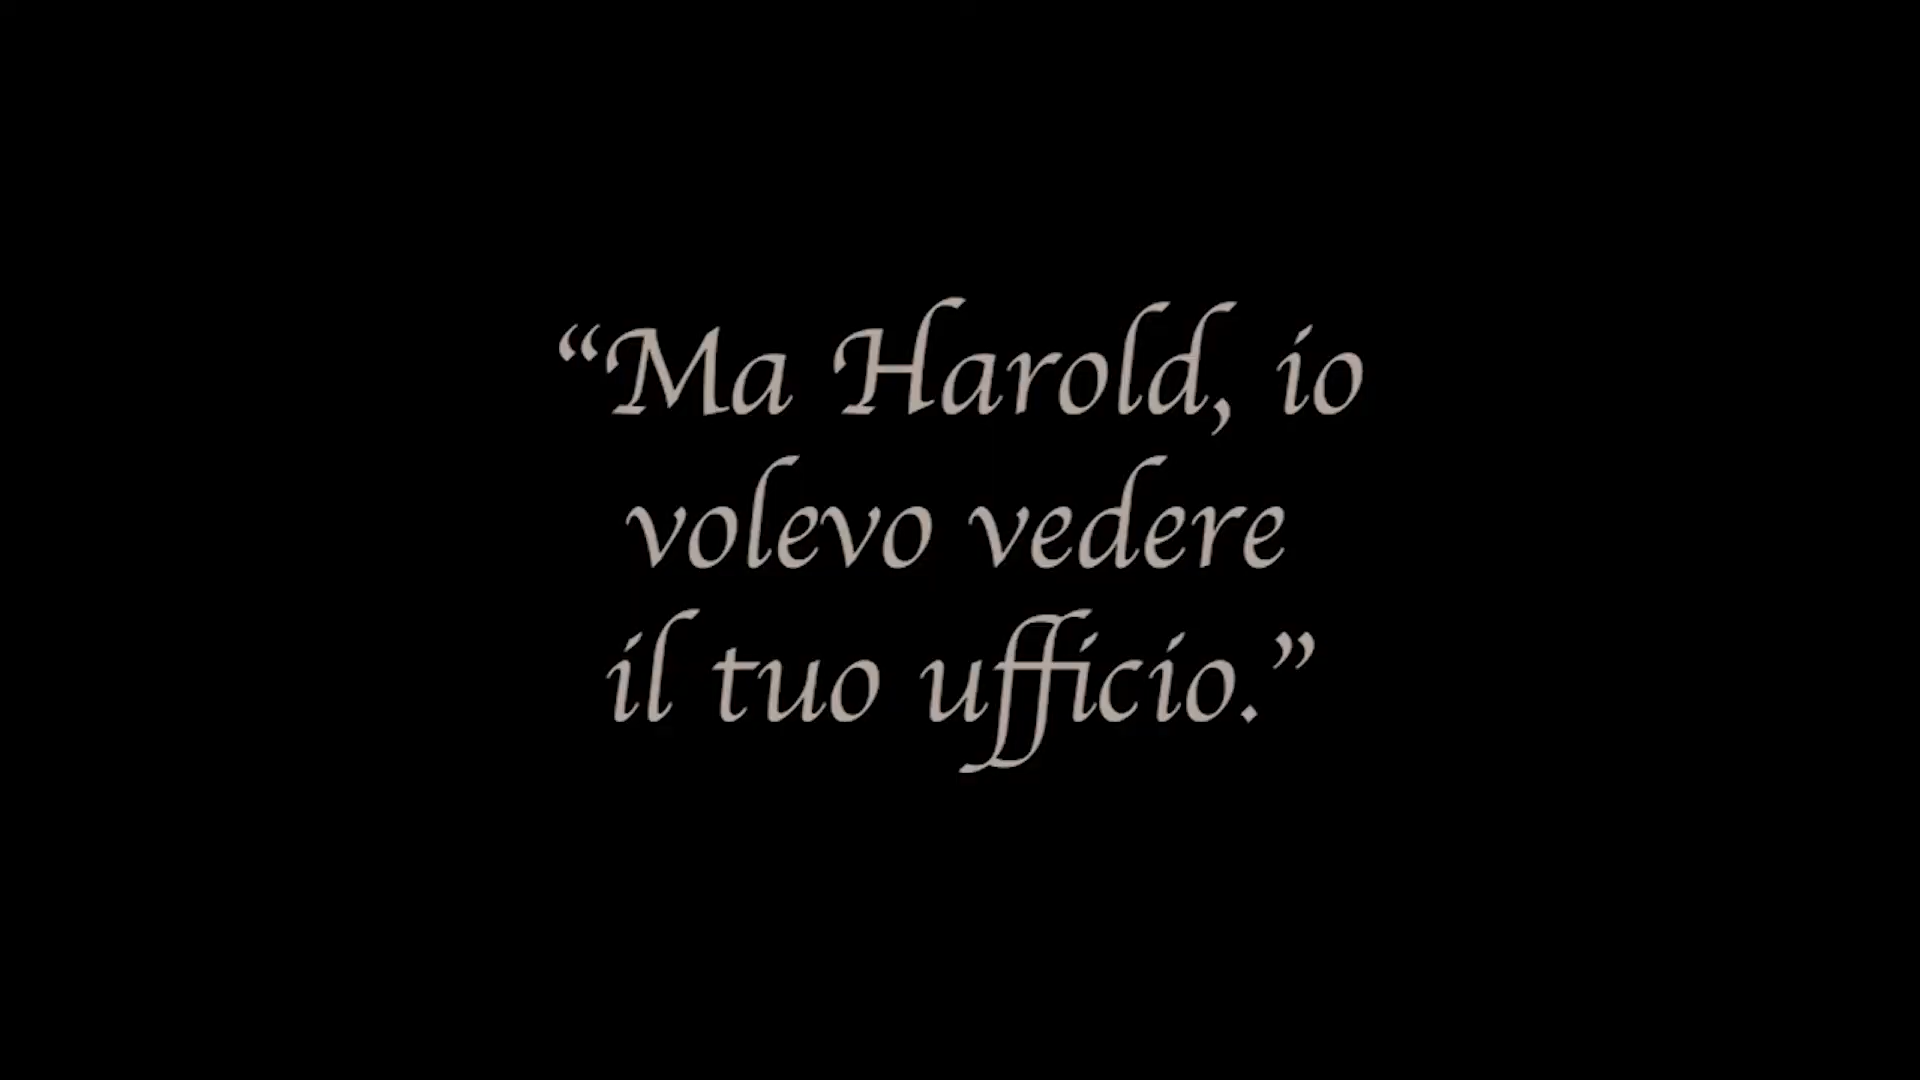 “Ma Harold, io
volevo vedere
il tuo ufficio.”